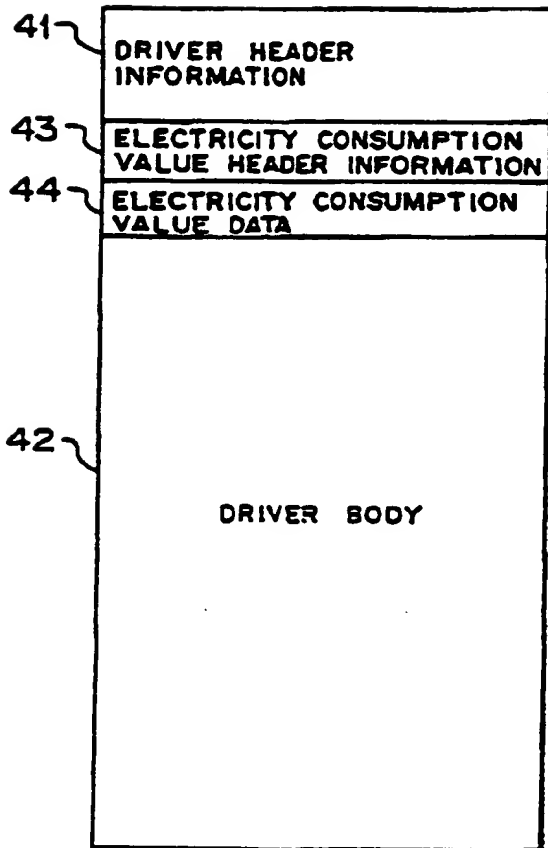 41
DRIVER HEADER
INFORMATION
43
ELECTRICITY CONSUMPTION
VALUE HEADER INFORMATION
44
ELECTRICITY CONSUMPTION
VALUE DATA
42
DRIVER BODY